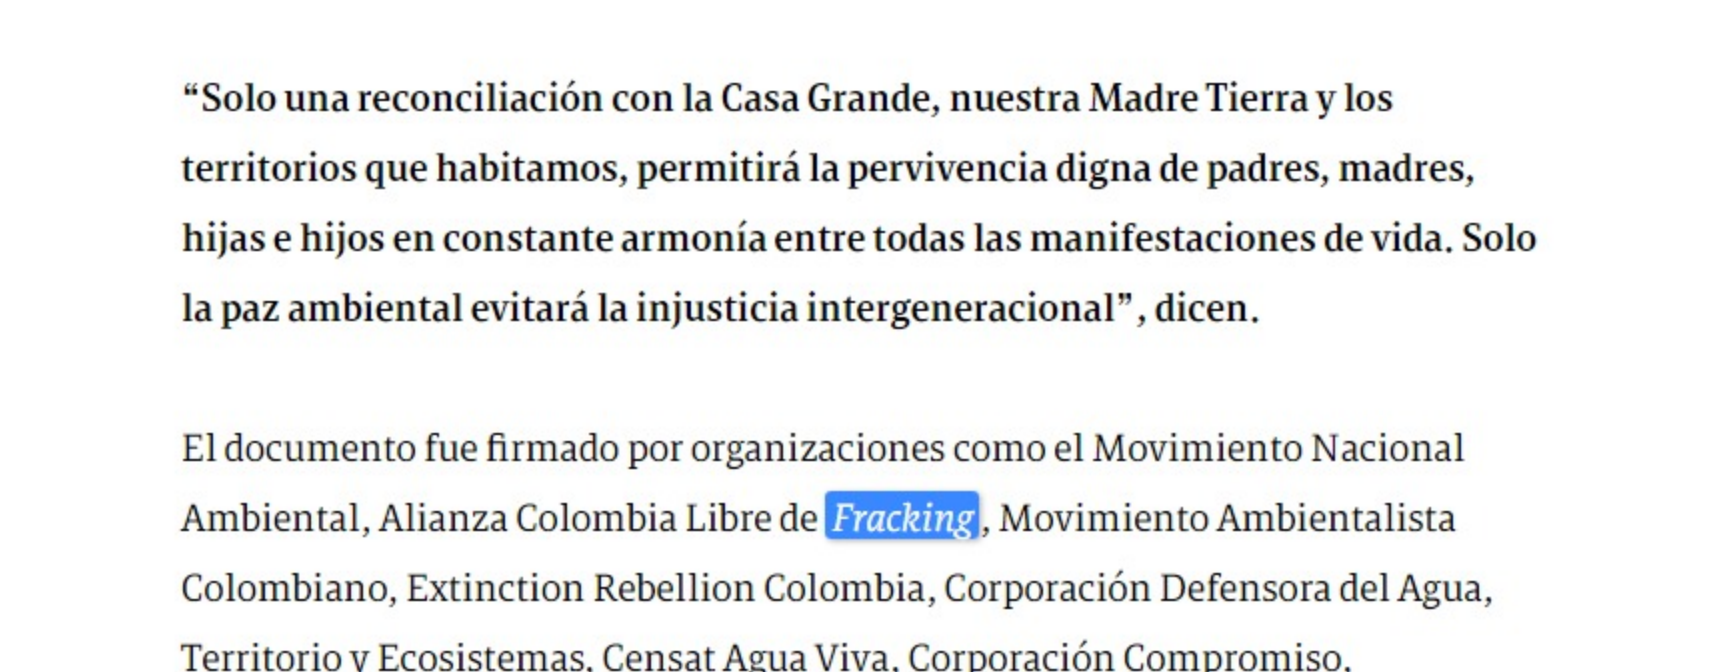 “Solo una reconciliación con la Casa Grande, nuestra Madre Tierra y los
territorios que habitamos, permitirá la pervivencia digna de padres, madres,
hijas e hijos en constante armonía entre todas las manifestaciones de vida. Solo
la paz ambiental evitará la injusticia intergeneracional”, dicen.
El documento fue firmado por organizaciones como el Movimiento Nacional
Ambiental, Alianza Colombia Libre de Fracking, Movimiento Ambientalista
Colombiano, Extinction Rebellion Colombia, Corporación Defensora del Agua,
Territorio y Ecosistemas, Censat Agua Viva, Corporación Compromiso,